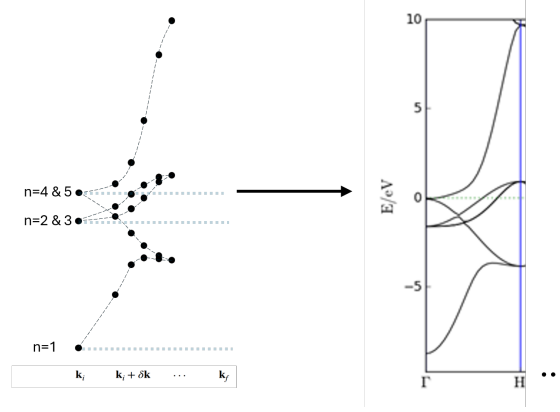 n=4 & 5
n=2 & 3
n=1
k_i k_i + δk ... k_f
10
5
0
−5
E/eV
Γ H